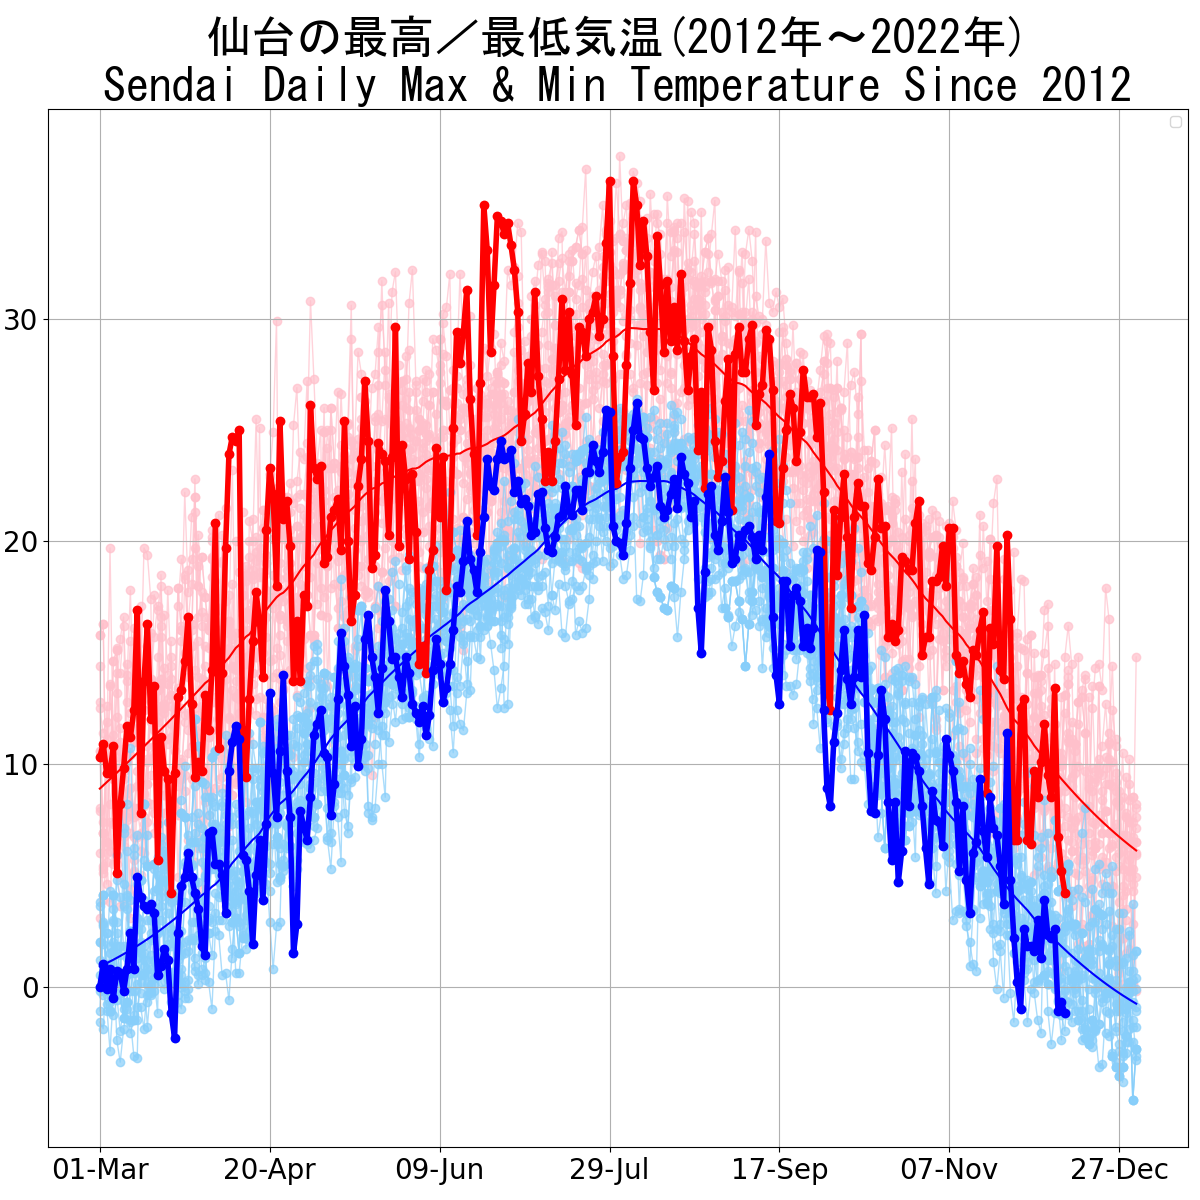 仙台の最高／最低気温(2012年～2022年)
Sendai Daily Max & Min Temperature Since 2012
30
20
10
0
01-Mar 20-Apr 09-Jun 29-Jul 17-Sep 07-Nov 27-Dec